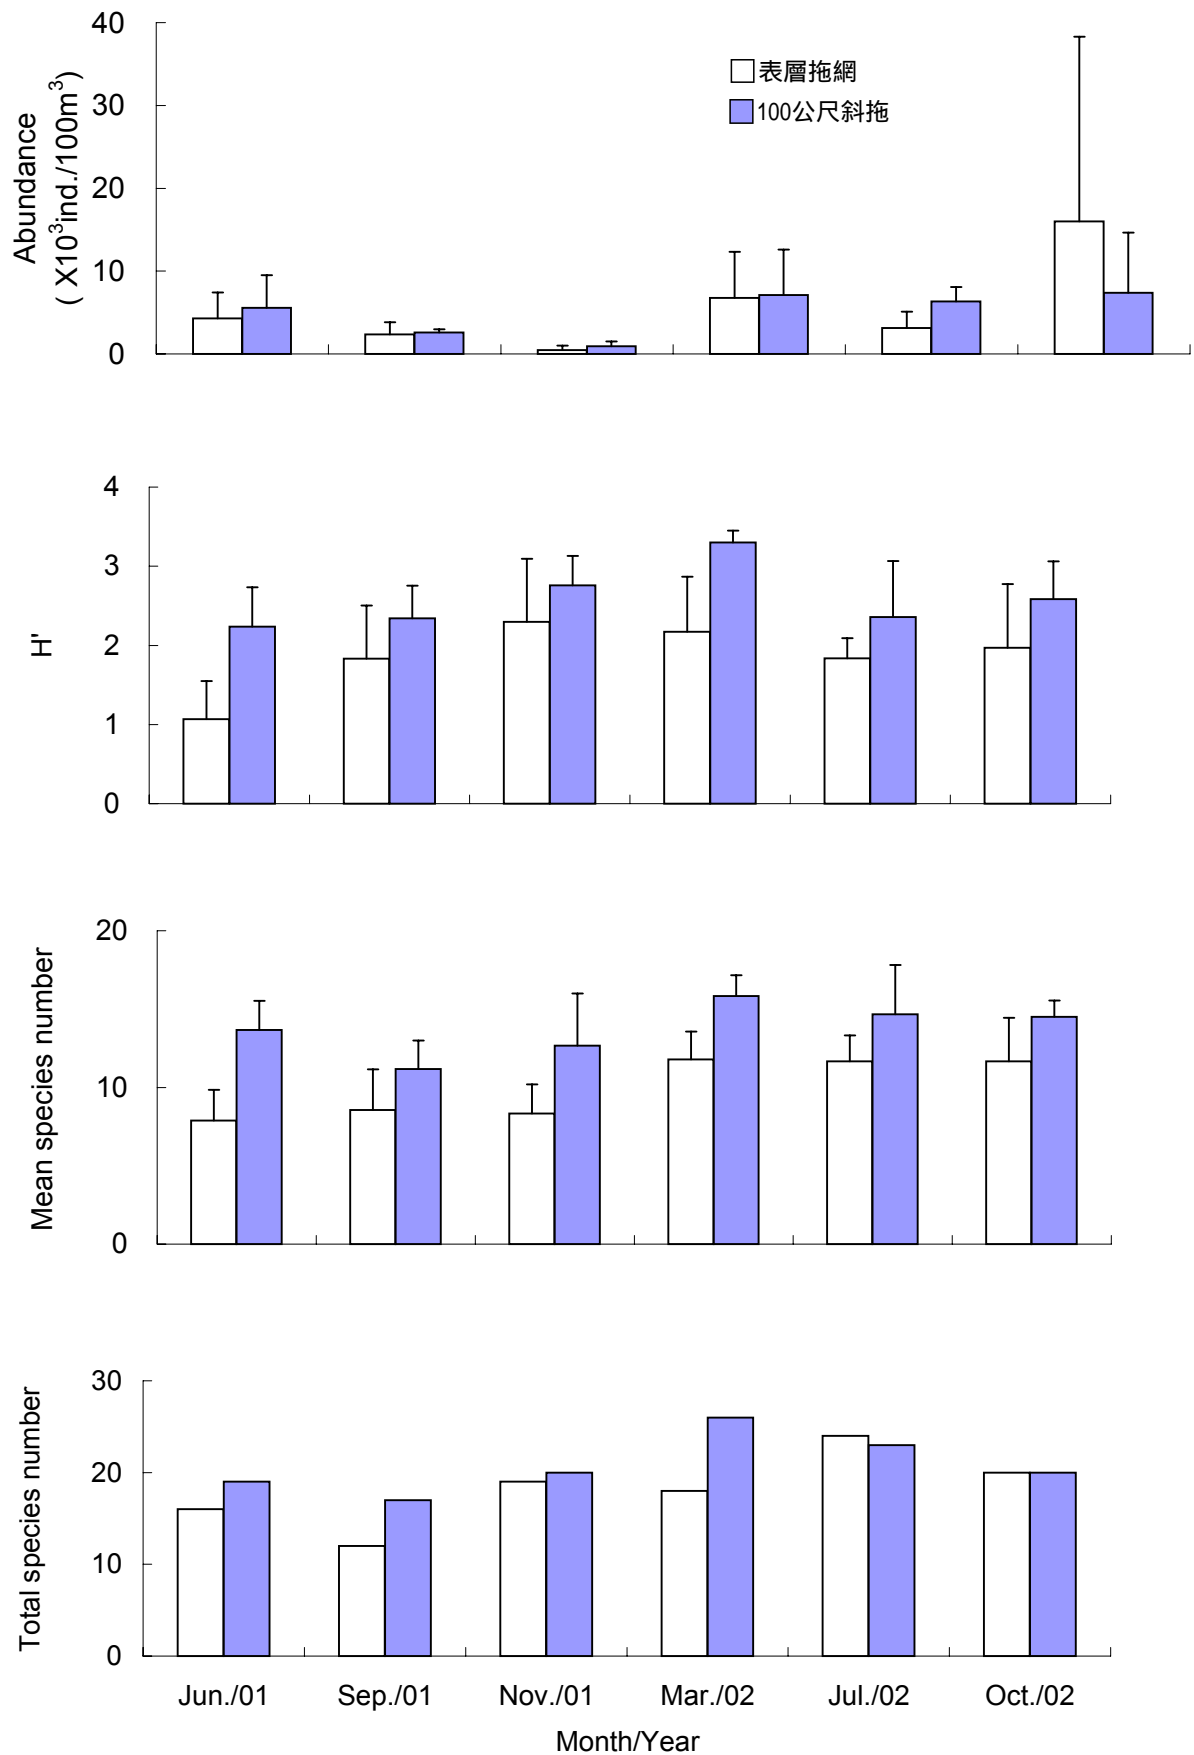 40
30
20
10
0
Abundance
( X10³ind./100m³)
表層拖網
100公尺斜拖
4
3
2
1
0
H'
20
10
0
Mean species number
30
20
10
0
Total species number
Jun./01 Sep./01 Nov./01 Mar./02 Jul./02 Oct./02
Month/Year